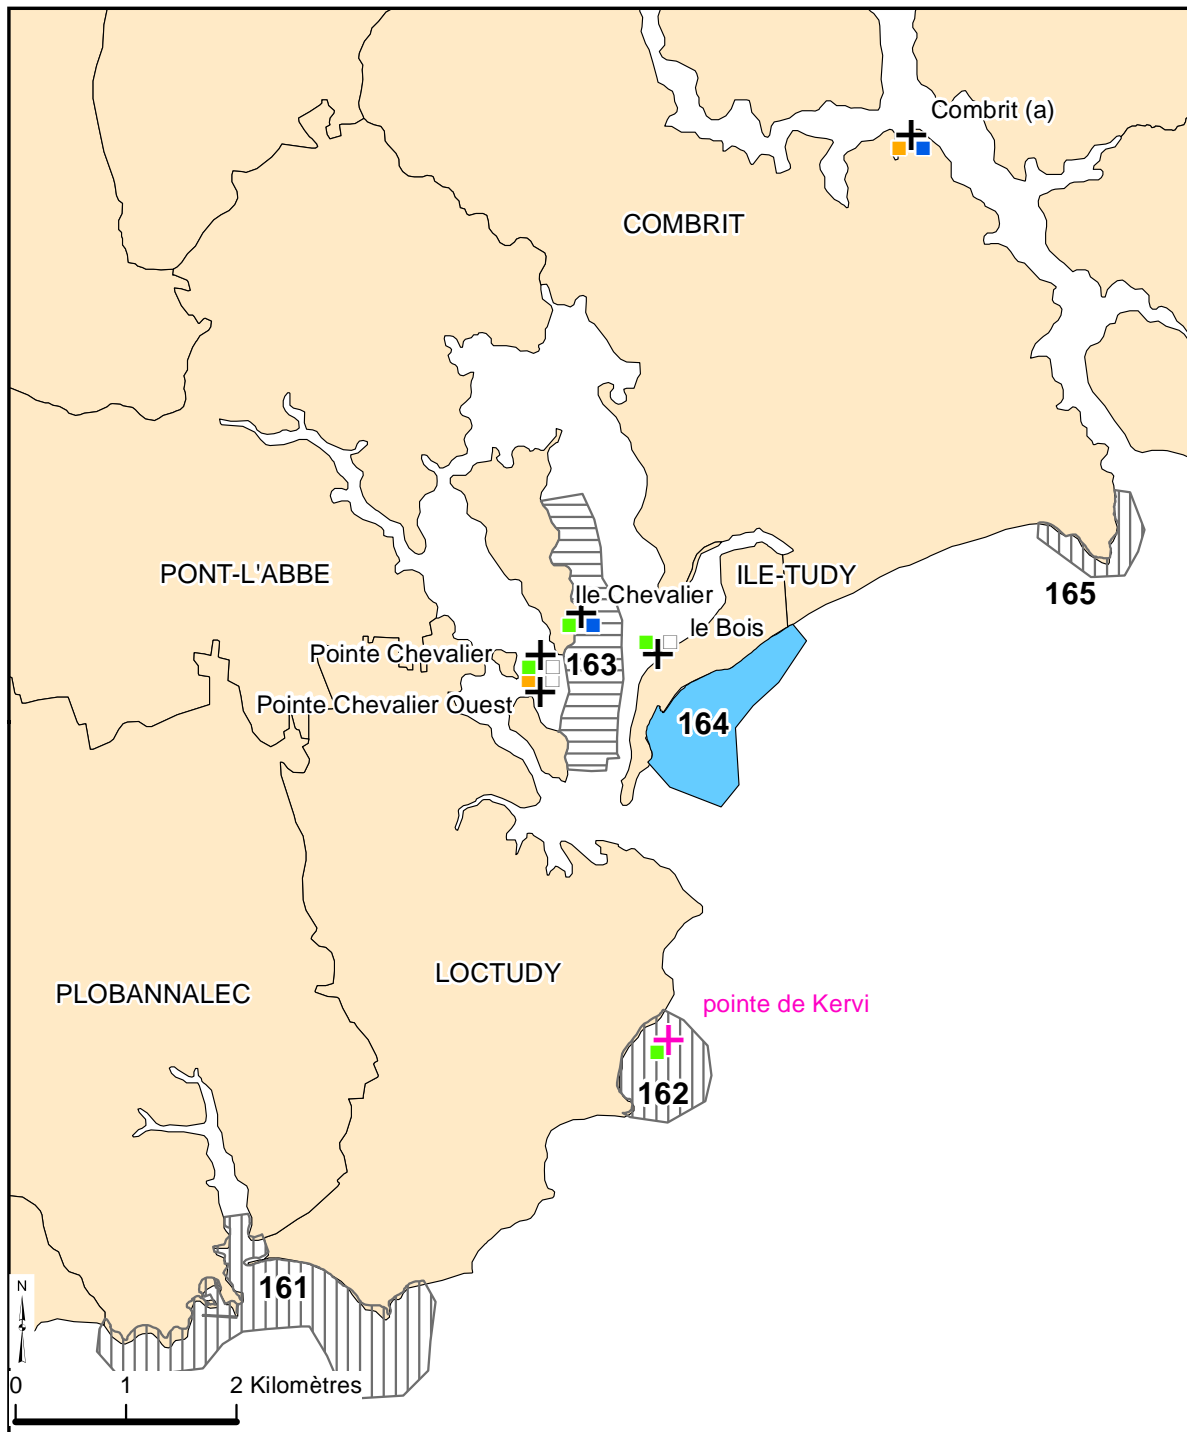 Combrit (a)
COMBRIT
PONT-L'ABBE
ILE-TUDY
165
Ile Chevalier
le Bois
Pointe Chevalier
163
Pointe Chevalier Ouest
164
LOCTUDY
PLOBANNALEC
pointe de Kervi
162
161
N
0 1 2 Kilomètres